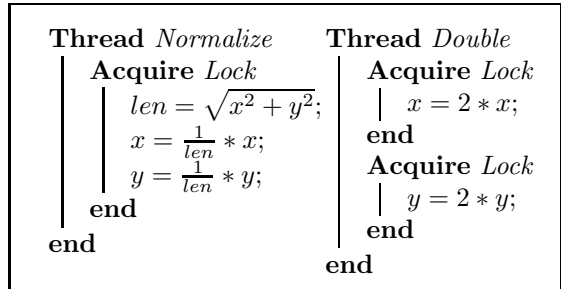 Thread Normalize
Acquire Lock
len = √(x² + y²);
x = 1/len * x;
y = 1/len * y;
end
end
Thread Double
Acquire Lock
x = 2 * x;
end
Acquire Lock
y = 2 * y;
end
end